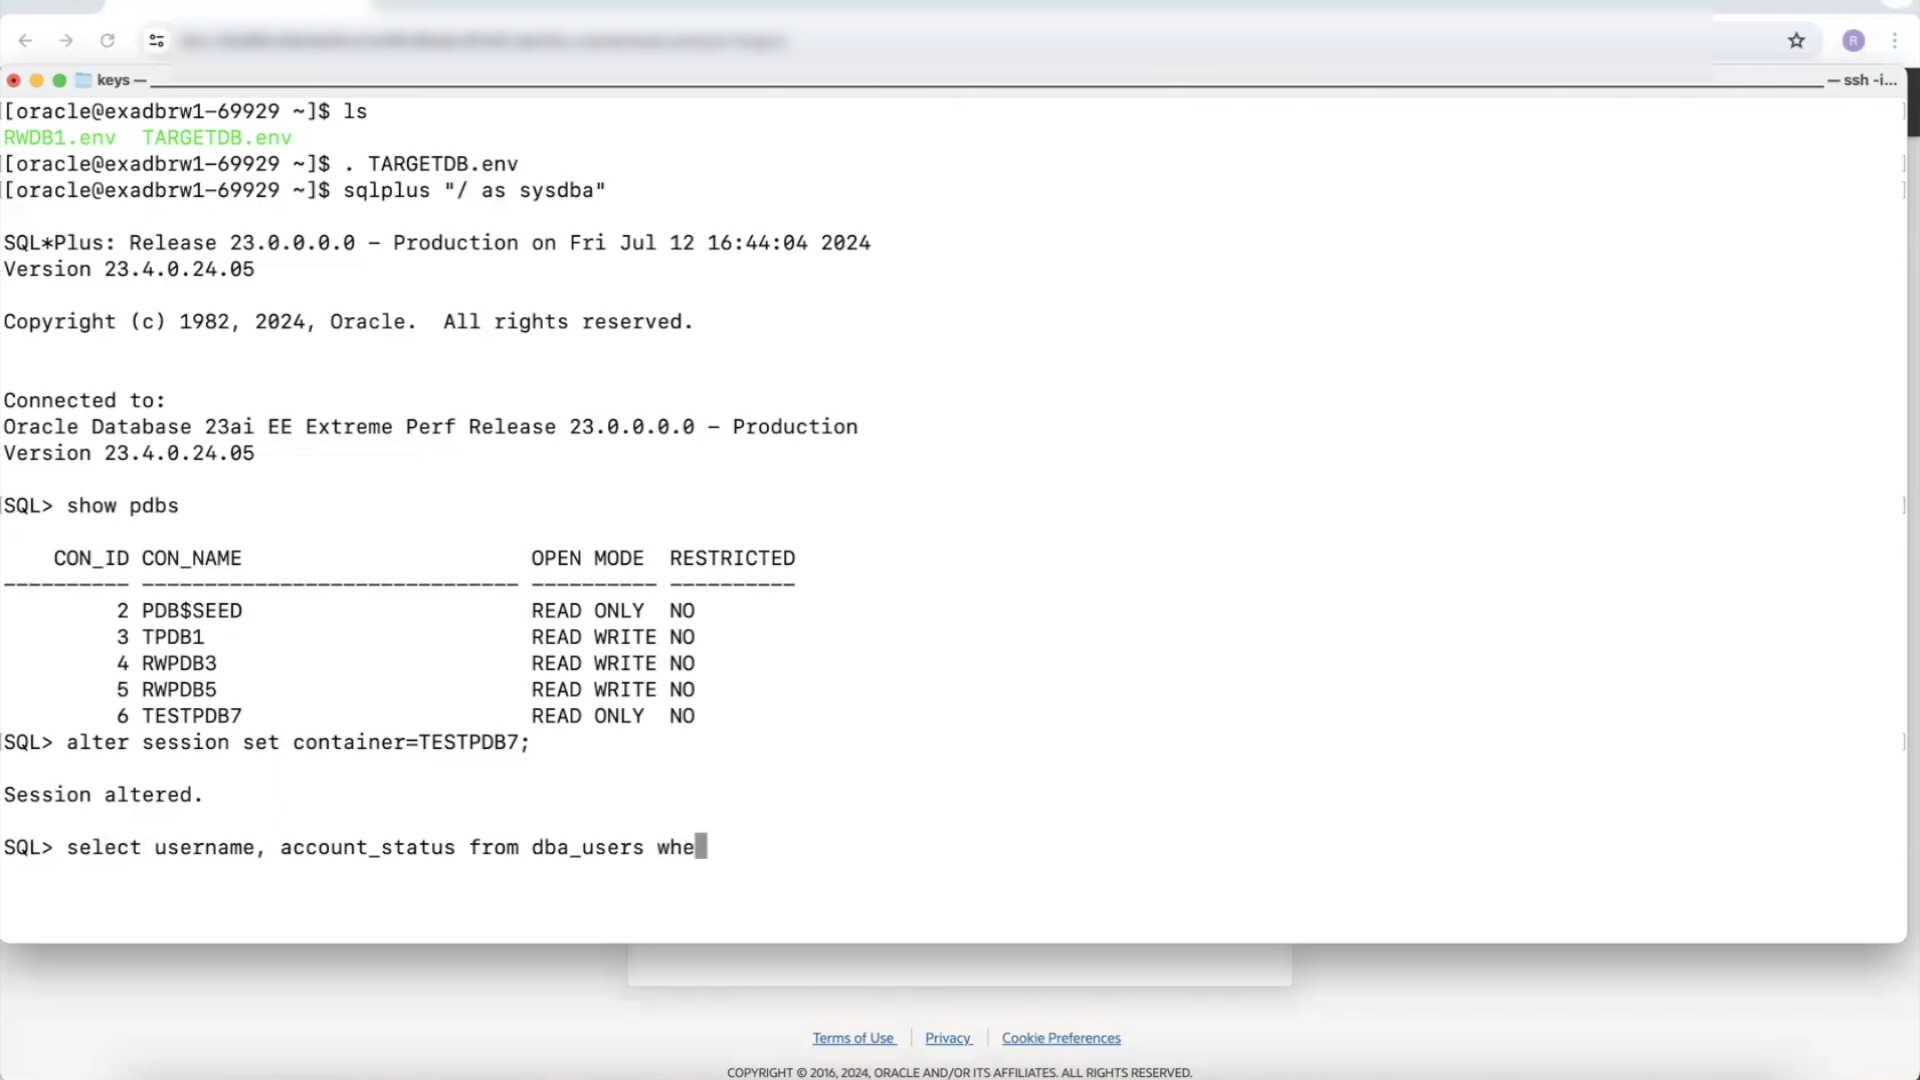 keys —
— ssh -i...
[oracle@exadbrw1-69929 ~]$ ls
RWDB1.env  TARGETDB.env
[oracle@exadbrw1-69929 ~]$ . TARGETDB.env
[oracle@exadbrw1-69929 ~]$ sqlplus "/ as sysdba"
SQL*Plus: Release 23.0.0.0.0 - Production on Fri Jul 12 16:44:04 2024
Version 23.4.0.24.05
Copyright (c) 1982, 2024, Oracle.  All rights reserved.
Connected to:
Oracle Database 23ai EE Extreme Perf Release 23.0.0.0.0 - Production
Version 23.4.0.24.05
SQL> show pdbs
CON_ID CON_NAME                       OPEN MODE  RESTRICTED
---------- ------------------------------ ---------- ----------
2 PDB$SEED                       READ ONLY  NO
3 TPDB1                          READ WRITE NO
4 RWPDB3                         READ WRITE NO
5 RWPDB5                         READ WRITE NO
6 TESTPDB7                       READ ONLY  NO
SQL> alter session set container=TESTPDB7;
Session altered.
SQL> select username, account_status from dba_users whe
Terms of Use | Privacy | Cookie Preferences
COPYRIGHT © 2016, 2024, ORACLE AND/OR ITS AFFILIATES. ALL RIGHTS RESERVED.
R